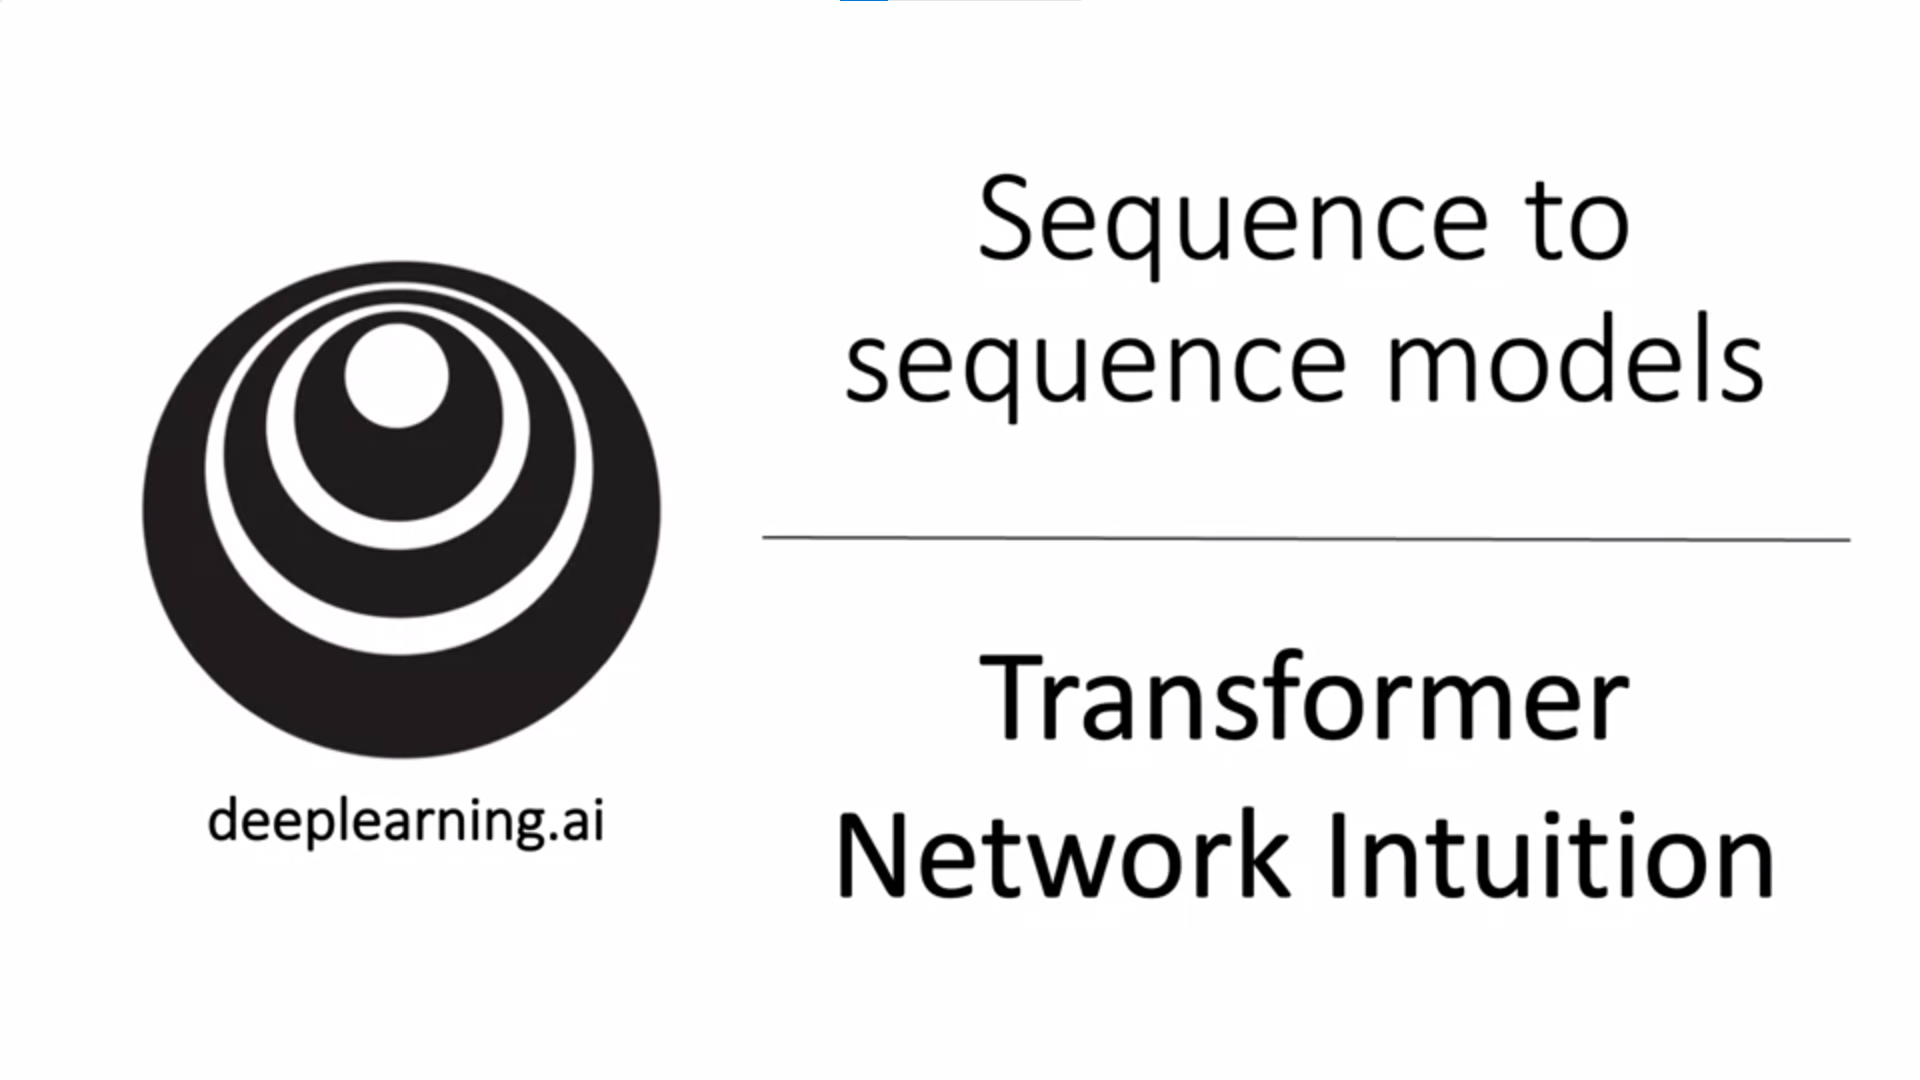 Sequence to
sequence models
Transformer
Network Intuition
deeplearning.ai